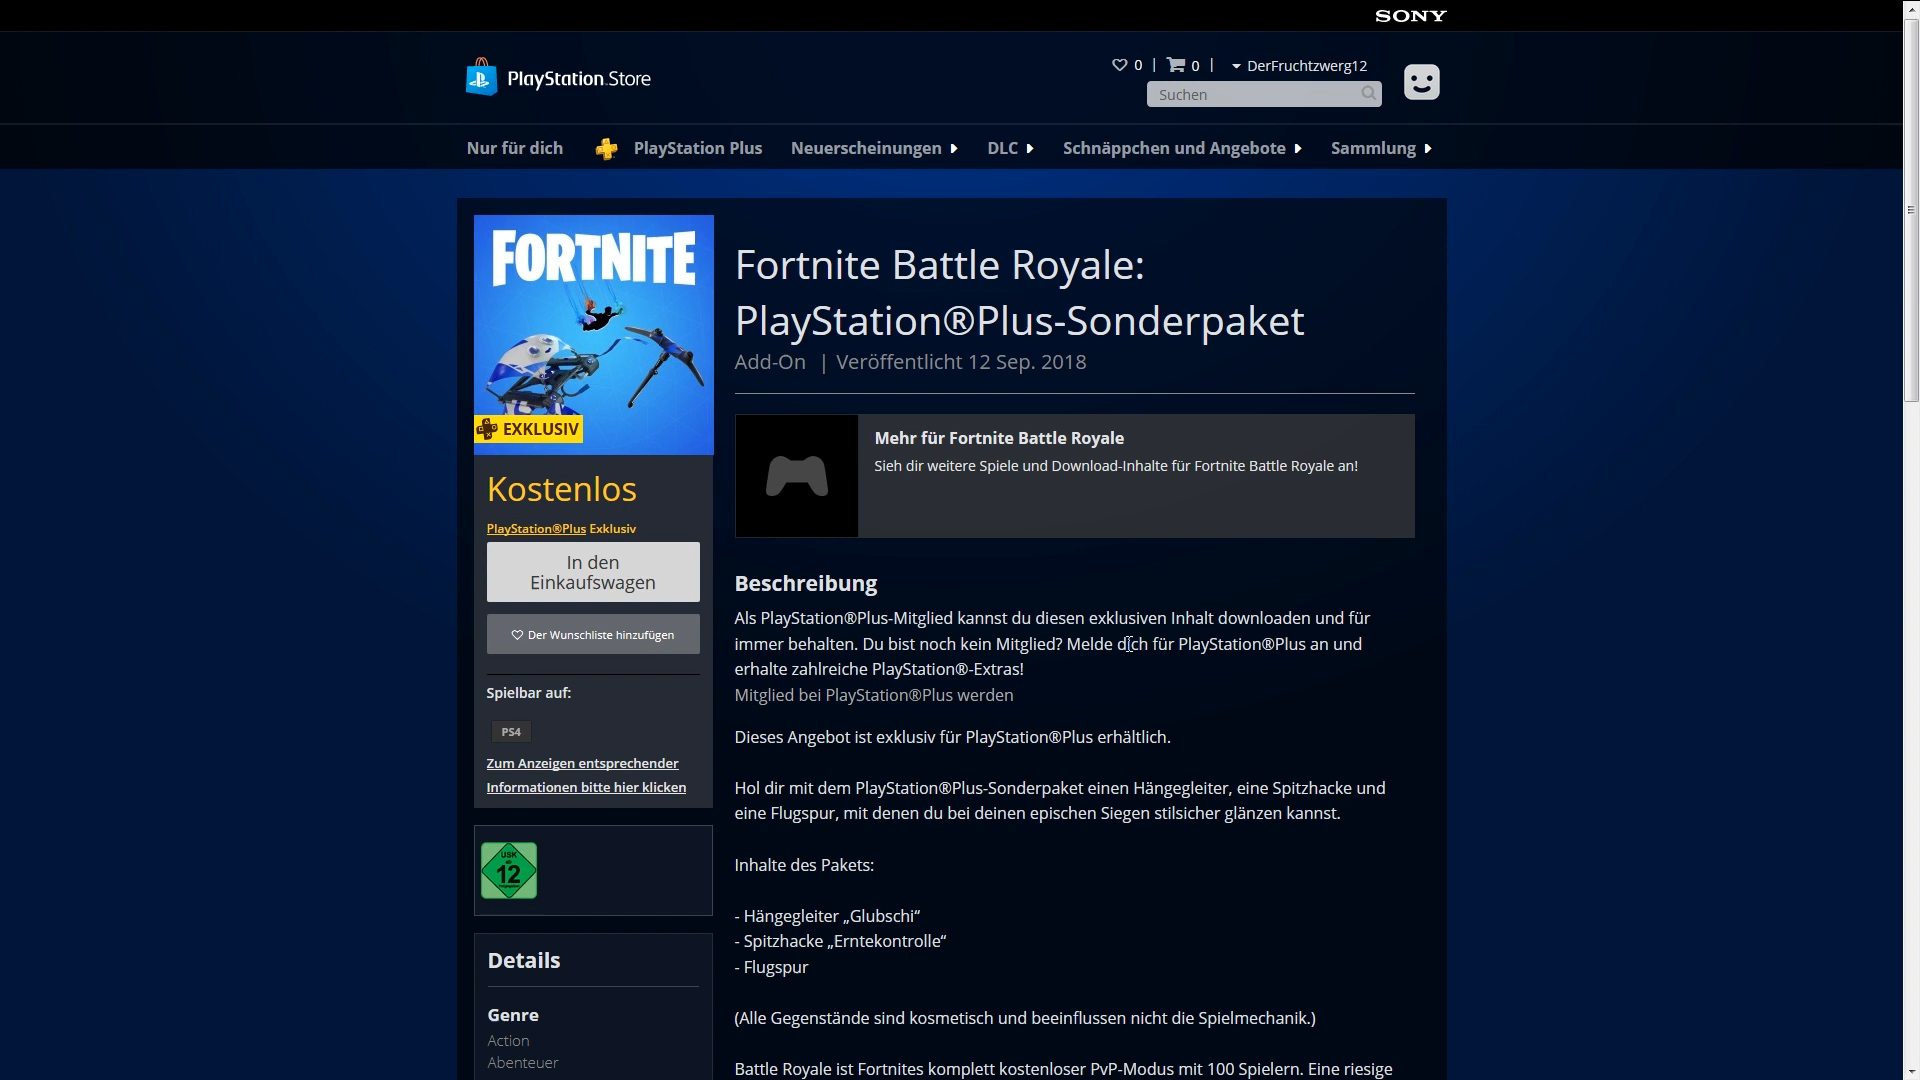 SONY
PlayStation Store
0 | 0 | DerFruchtzwerg12
Suchen
Nur für dich PlayStation Plus Neuerscheinungen DLC Schnäppchen und Angebote Sammlung
FORTNITE
EXKLUSIV
Kostenlos
PlayStation®Plus Exklusiv
In den
Einkaufswagen
Der Wunschliste hinzufügen
Spielbar auf:
PS4
Zum Anzeigen entsprechender
Informationen bitte hier klicken
USK
ab
12
freigegeben
Details
Genre
Action
Abenteuer
Fortnite Battle Royale:
PlayStation®Plus-Sonderpaket
Add-On | Veröffentlicht 12 Sep. 2018
Mehr für Fortnite Battle Royale
Sieh dir weitere Spiele und Download-Inhalte für Fortnite Battle Royale an!
Beschreibung
Als PlayStation®Plus-Mitglied kannst du diesen exklusiven Inhalt downloaden und für
immer behalten. Du bist noch kein Mitglied? Melde dich für PlayStation®Plus an und
erhalte zahlreiche PlayStation®-Extras!
Mitglied bei PlayStation®Plus werden
Dieses Angebot ist exklusiv für PlayStation®Plus erhältlich.
Hol dir mit dem PlayStation®Plus-Sonderpaket einen Hängegleiter, eine Spitzhacke und
eine Flugspur, mit denen du bei deinen epischen Siegen stilsicher glänzen kannst.
Inhalte des Pakets:
- Hängegleiter „Glubschi“
- Spitzhacke „Erntekontrolle“
- Flugspur
(Alle Gegenstände sind kosmetisch und beeinflussen nicht die Spielmechanik.)
Battle Royale ist Fortnites komplett kostenloser PvP-Modus mit 100 Spielern. Eine riesige